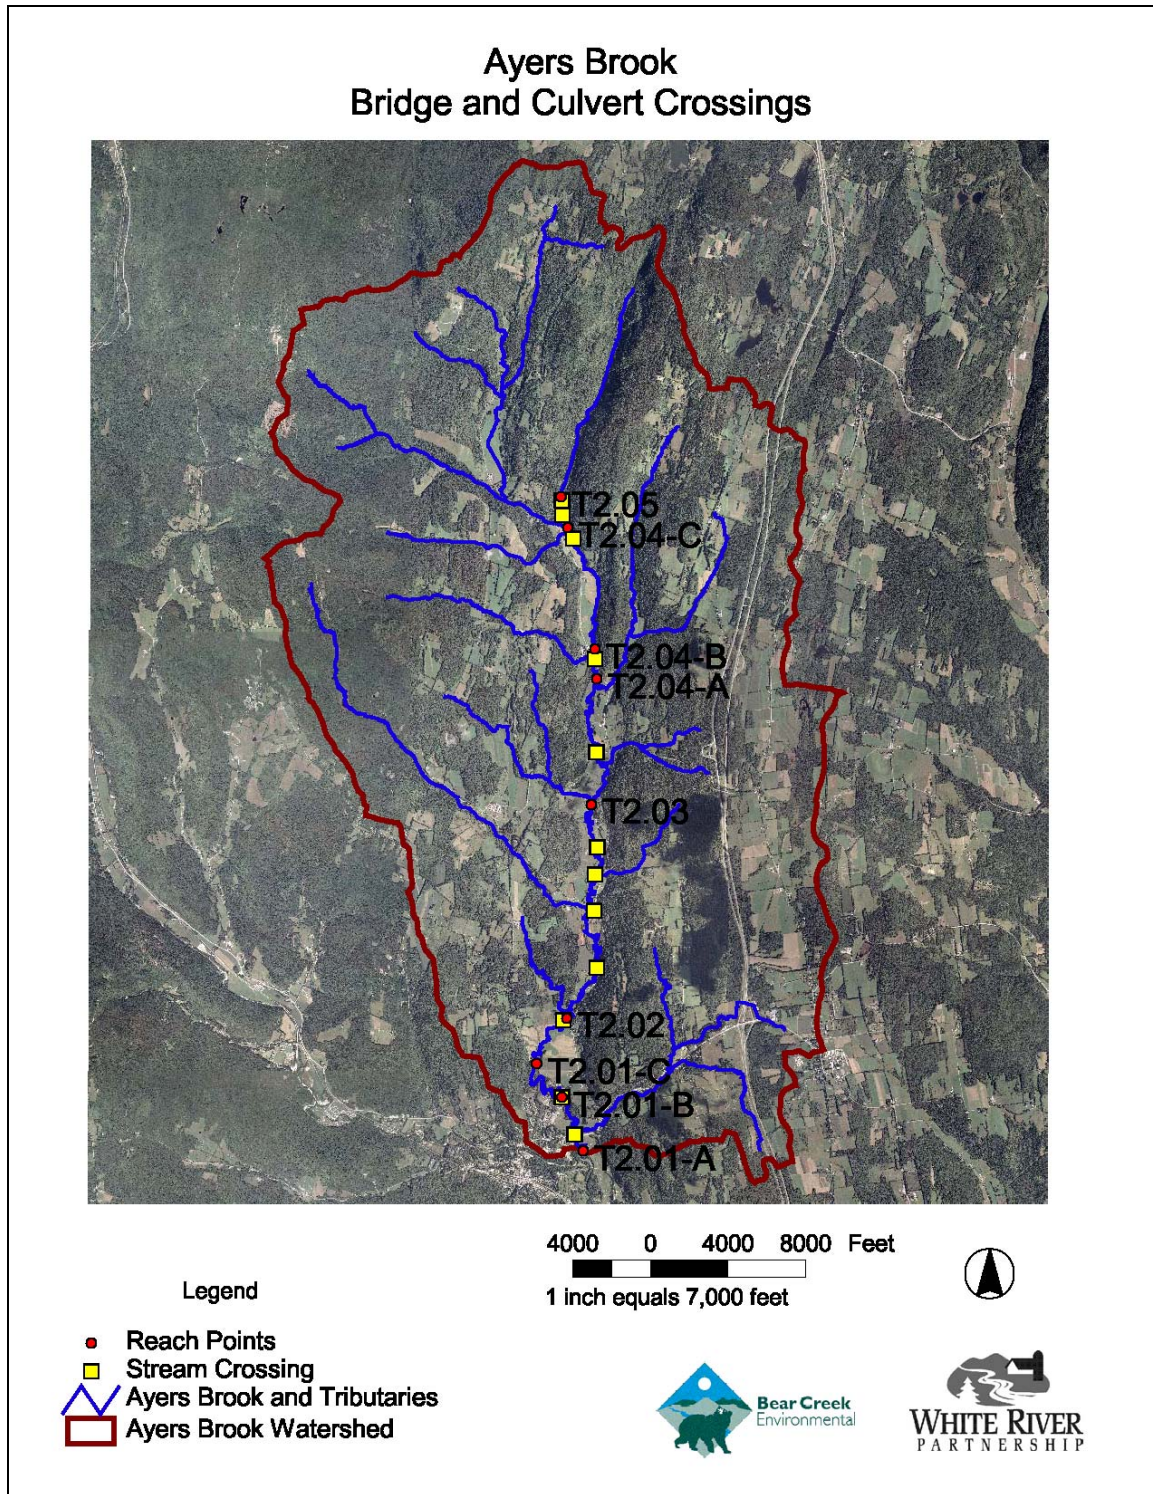 Ayers Brook
Bridge and Culvert Crossings
T2.05
T2.04-C
T2.04-B
T2.04-A
T2.03
T2.02
T2.01-C
T2.01-B
T2.01-A
4000 0 4000 8000 Feet
1 inch equals 7,000 feet
Legend
Reach Points
Stream Crossing
Ayers Brook and Tributaries
Ayers Brook Watershed
Bear Creek
Environmental
WHITE RIVER
PARTNERSHIP